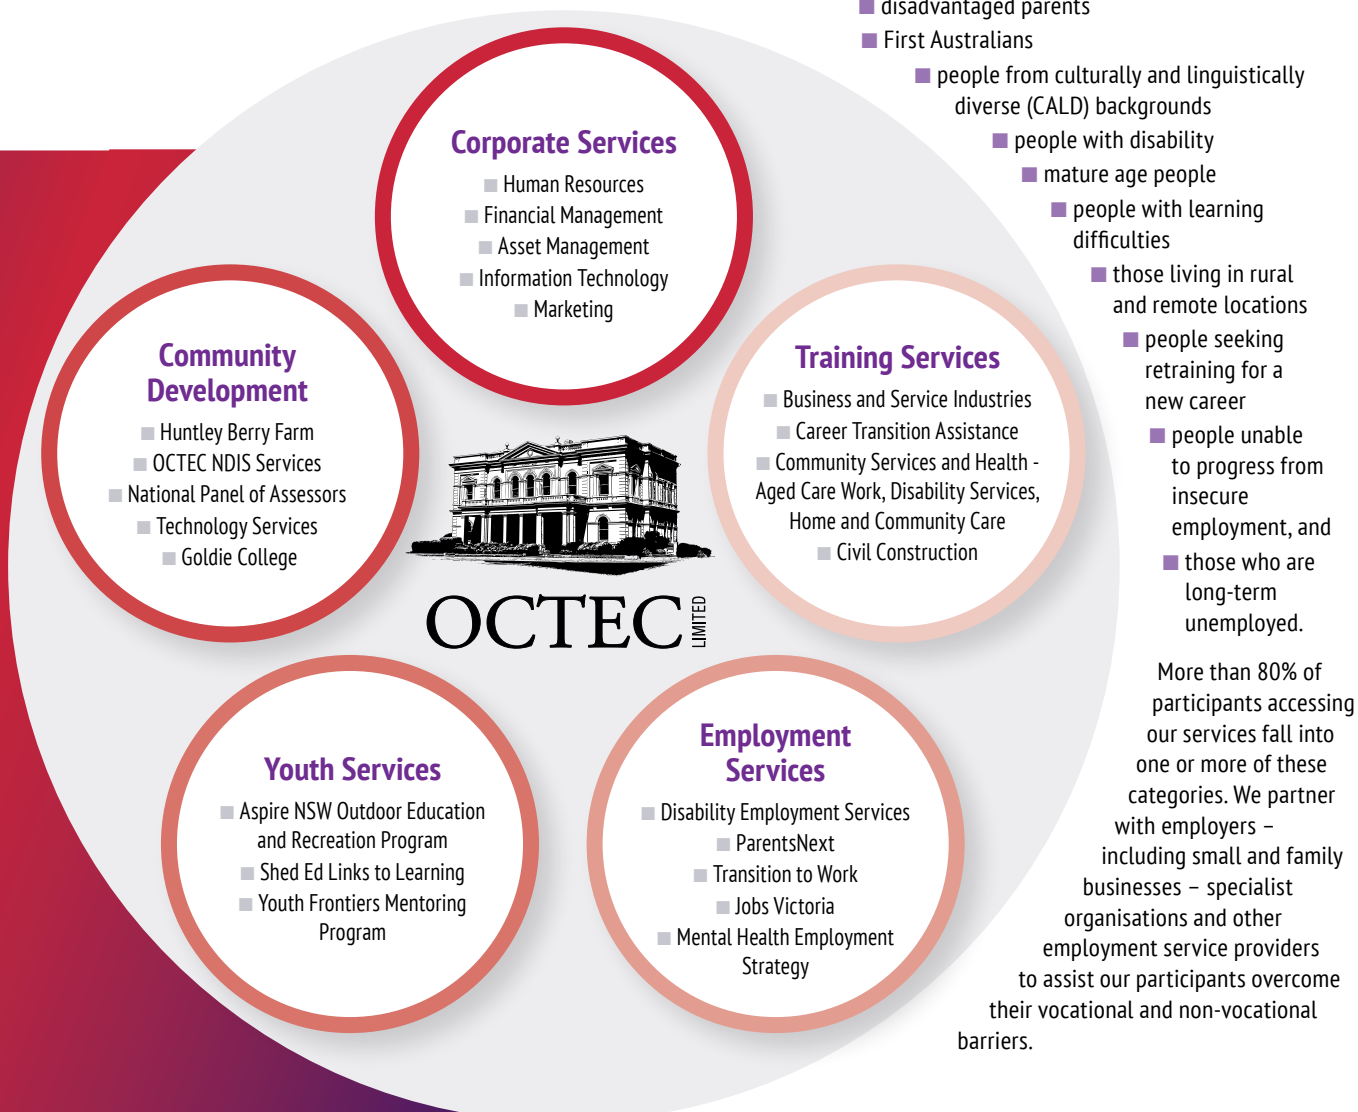 Corporate Services
■ Human Resources
■ Financial Management
■ Asset Management
■ Information Technology
■ Marketing
Community
Development
■ Huntley Berry Farm
■ OCTEC NDIS Services
■ National Panel of Assessors
■ Technology Services
■ Goldie College
Training Services
■ Business and Service Industries
■ Career Transition Assistance
■ Community Services and Health -
Aged Care Work, Disability Services,
Home and Community Care
■ Civil Construction
OCTEC LIMITED
Youth Services
■ Aspire NSW Outdoor Education
and Recreation Program
■ Shed Ed Links to Learning
■ Youth Frontiers Mentoring
Program
Employment
Services
■ Disability Employment Services
■ ParentsNext
■ Transition to Work
■ Jobs Victoria
■ Mental Health Employment
Strategy
■ disadvantaged parents
■ First Australians
■ people from culturally and linguistically
diverse (CALD) backgrounds
■ people with disability
■ mature age people
■ people with learning
difficulties
■ those living in rural
and remote locations
■ people seeking
retraining for a
new career
■ people unable
to progress from
insecure
employment, and
■ those who are
long-term
unemployed.
More than 80% of
participants accessing
our services fall into
one or more of these
categories. We partner
with employers –
including small and family
businesses – specialist
organisations and other
employment service providers
to assist our participants overcome
their vocational and non-vocational
barriers.